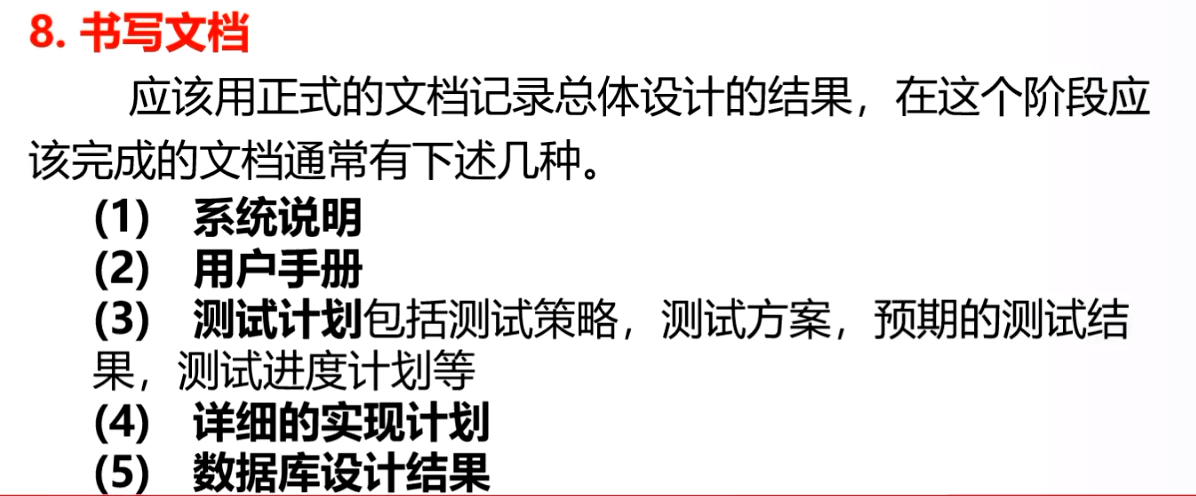 8. 书写文档
应该用正式的文档记录总体设计的结果，在这个阶段应
该完成的文档通常有下述几种。
(1) 系统说明
(2) 用户手册
(3) 测试计划包括测试策略，测试方案，预期的测试结
果，测试进度计划等
(4) 详细的实现计划
(5) 数据库设计结果